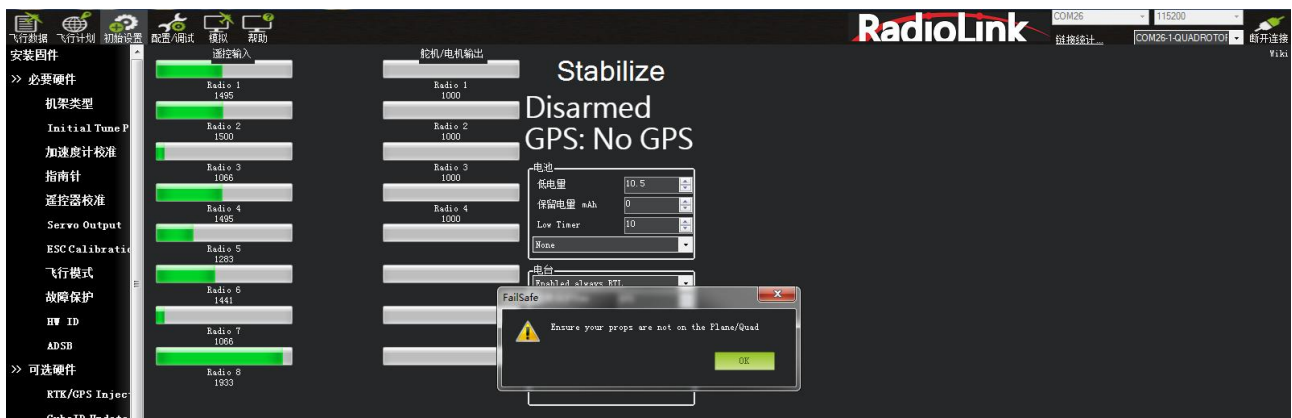 飞行数据 飞行计划 初始设置 配置/调试 模拟 帮助
RadioLink
COM26 115200
链接统计... COM26-1-QUADROTOR 断开连接
Wiki
安装固件
>> 必要硬件
机架类型
Initial Tune P
加速度计校准
指南针
遥控器校准
Servo Output
ESC Calibratio
飞行模式
故障保护
HW ID
ADSB
>> 可选硬件
RTK/GPS Inject
CubeID Update
遥控输入
Radio 1
1495
Radio 2
1500
Radio 3
1066
Radio 4
1495
Radio 5
1283
Radio 6
1441
Radio 7
1066
Radio 8
1933
舵机/电机输出
Radio 1
1000
Radio 2
1000
Radio 3
1000
Radio 4
1000
Stabilize
Disarmed
GPS: No GPS
电池
低电量 10.5
保留电量 mAh 0
Low Timer 10
None
电台
Enabled always RTL
FailSafe
Ensure your props are not on the Plane/Quad
OK